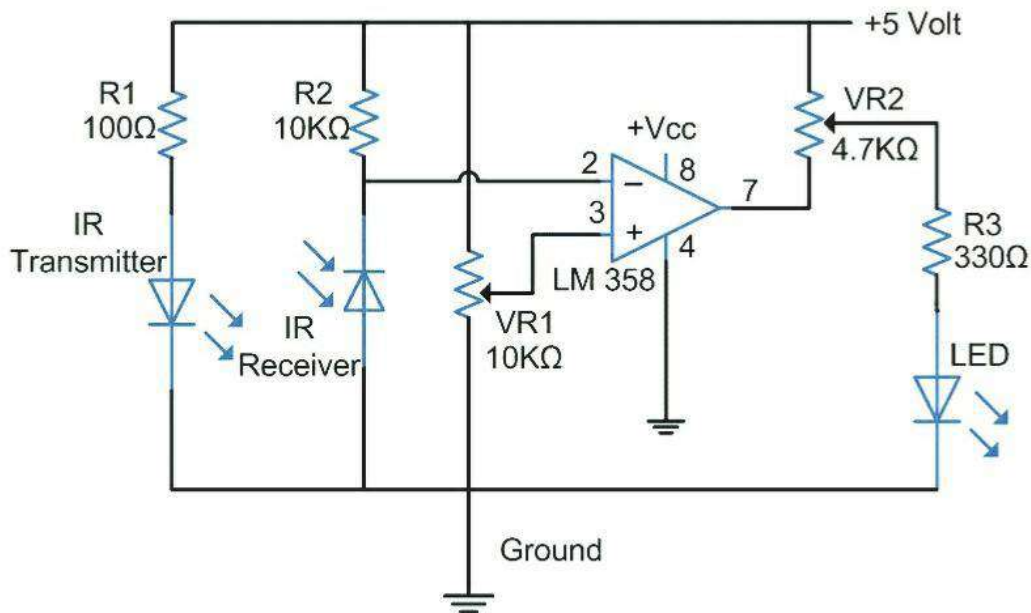 +5 Volt
R1
100Ω
R2
10KΩ
VR2
4.7KΩ
+Vcc
8
2
−
3
+
7
4
LM 358
IR
Transmitter
IR
Receiver
VR1
10KΩ
R3
330Ω
LED
Ground